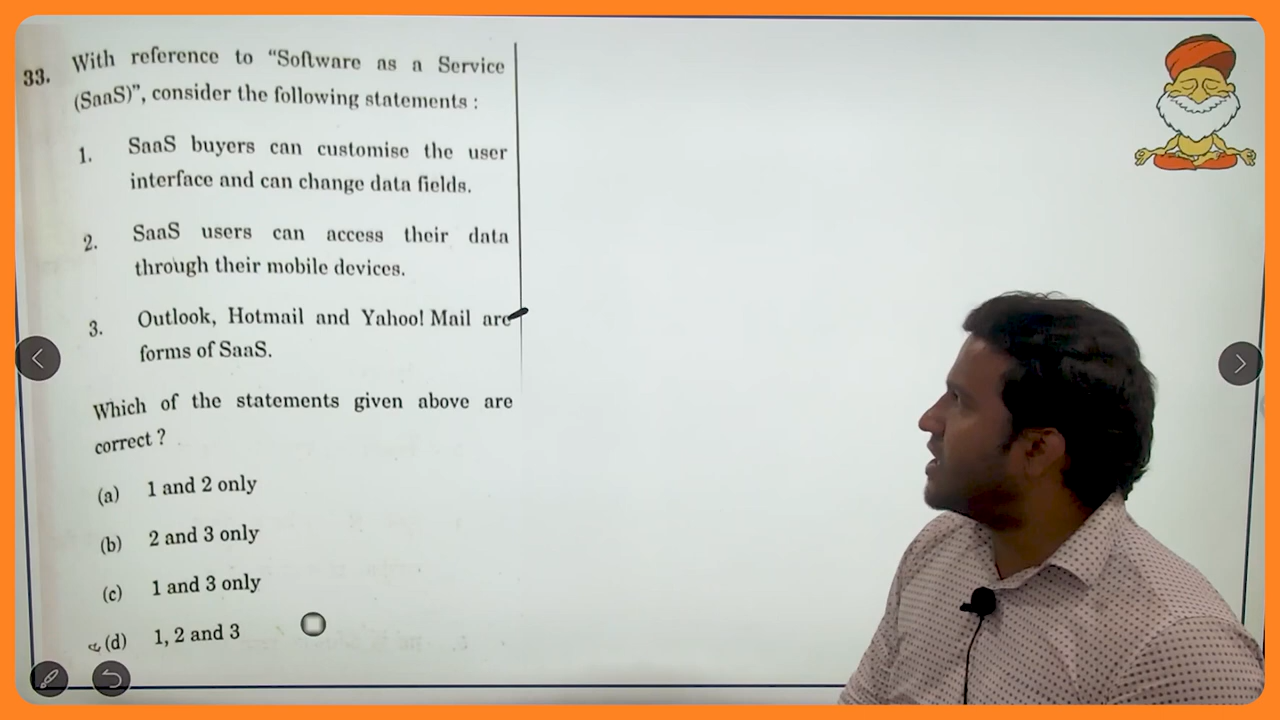 33. With reference to “Software as a Service
(SaaS)”, consider the following statements :
1. SaaS buyers can customise the user
interface and can change data fields.
2. SaaS users can access their data
through their mobile devices.
3. Outlook, Hotmail and Yahoo! Mail are
forms of SaaS.
Which of the statements given above are
correct ?
(a) 1 and 2 only
(b) 2 and 3 only
(c) 1 and 3 only
(d) 1, 2 and 3